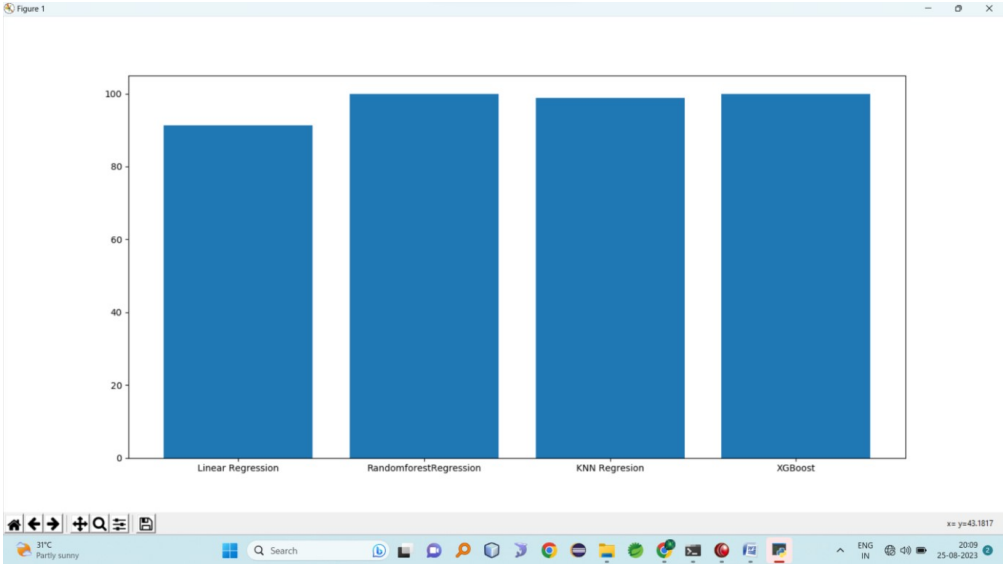 Figure 1
100
80
60
40
20
0
Linear Regression RandomforestRegression KNN Regresion XGBoost
x= y=43.1817
31°C
Partly sunny
Search
ENG
IN
20:09
25-08-2023
2